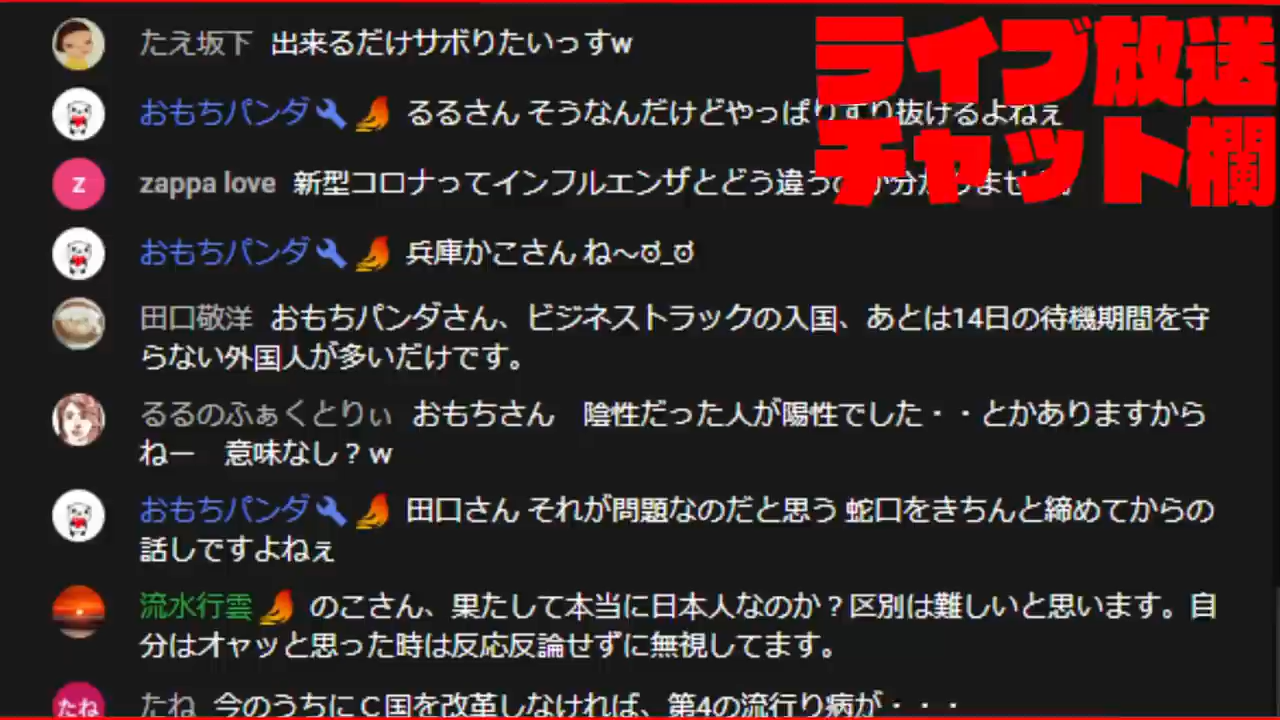 ライブ放送
チャット欄
たえ坂下 出来るだけサボりたいっすw
おもちパンダ るるさん そうなんだけどやっぱりすり抜けるよねぇ
zappa love 新型コロナってインフルエンザとどう違う
おもちパンダ 兵庫かこさん ね〜ಠ_ಠ
田口敬洋 おもちパンダさん、ビジネストラックの入国、あとは14日の待機期間を守
らない外国人が多いだけです。
るるのふぁくとりぃ おもちさん 陰性だった人が陽性でした・・とかありますから
ねー 意味なし？w
おもちパンダ 田口さん それが問題なのだと思う 蛇口をきちんと締めてからの
話しですよねぇ
流水行雲 のこさん、果たして本当に日本人なのか？区別は難しいと思います。自
分はオヤッと思った時は反応反論せずに無視してます。
たね 今のうちにＣ国を改革しなければ、第4の流行り病が・・・
z
たね